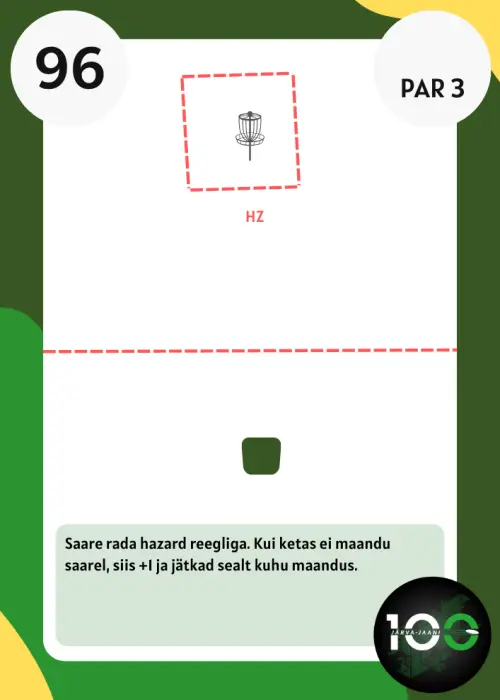 96
PAR 3
HZ
Saare rada hazard reegliga. Kui ketas ei maandu
saarel, siis +1 ja jätkad sealt kuhu maandus.
100
JÄRVA-JAANI